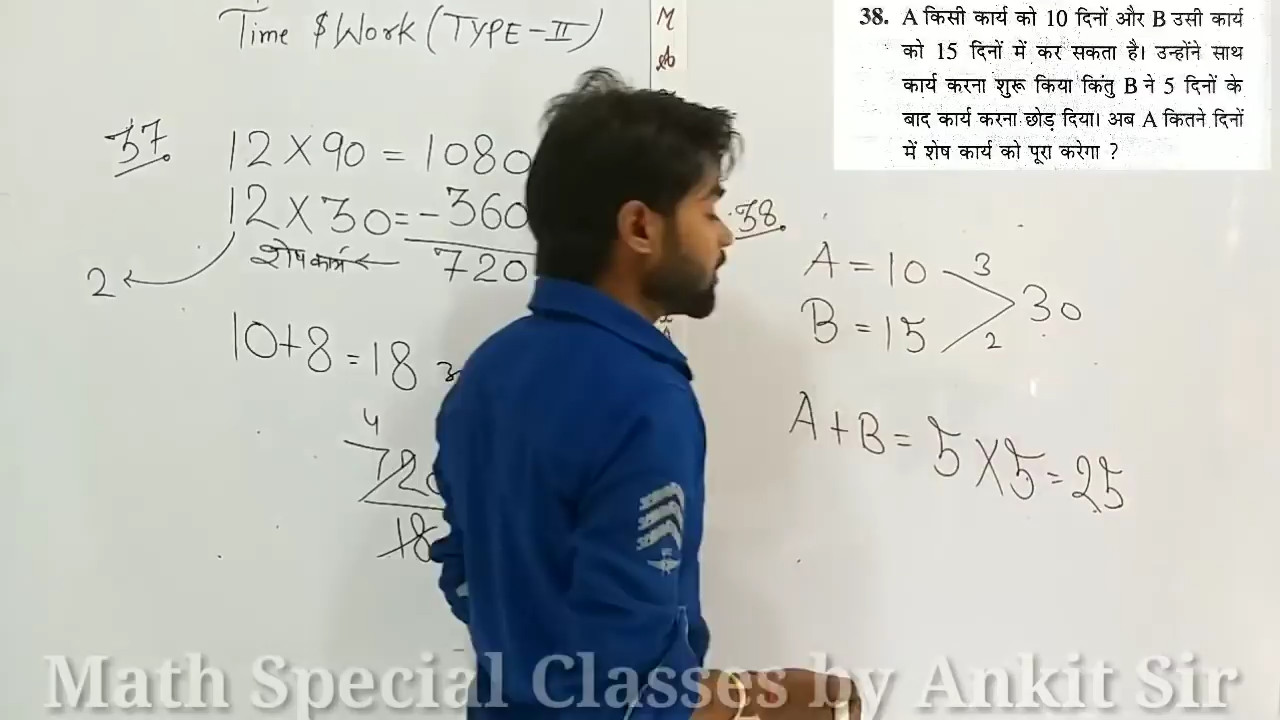 Time & Work (TYPE-II)
37.
12 X 90 = 1080
12 X 30 = -360
2
शेष कार्य
720
10+8 = 18
4
720
18
38. A किसी कार्य को 10 दिनों और B उसी कार्य
को 15 दिनों में कर सकता है। उन्होंने साथ
कार्य करना शुरू किया किंतु B ने 5 दिनों के
बाद कार्य करना छोड़ दिया। अब A कितने दिनों
में शेष कार्य को पूरा करेगा ?
38.
A = 10 3
30
B = 15 2
A+B = 5 X 5 = 25
Math Special Classes by Ankit Sir